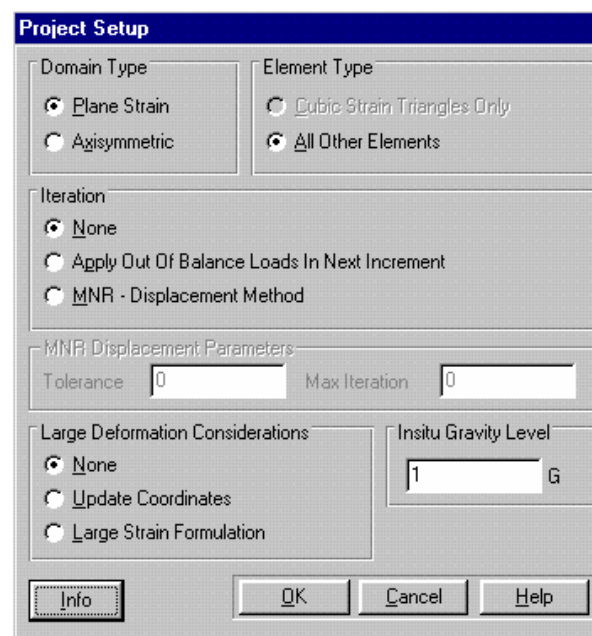 Project Setup
Domain Type
Plane Strain
Axisymmetric
Element Type
Cubic Strain Triangles Only
All Other Elements
Iteration
None
Apply Out Of Balance Loads In Next Increment
MNR - Displacement Method
MNR Displacement Parameters
Tolerance 0 Max Iteration 0
Large Deformation Considerations
None
Update Coordinates
Large Strain Formulation
Insitu Gravity Level
1 G
Info OK Cancel Help